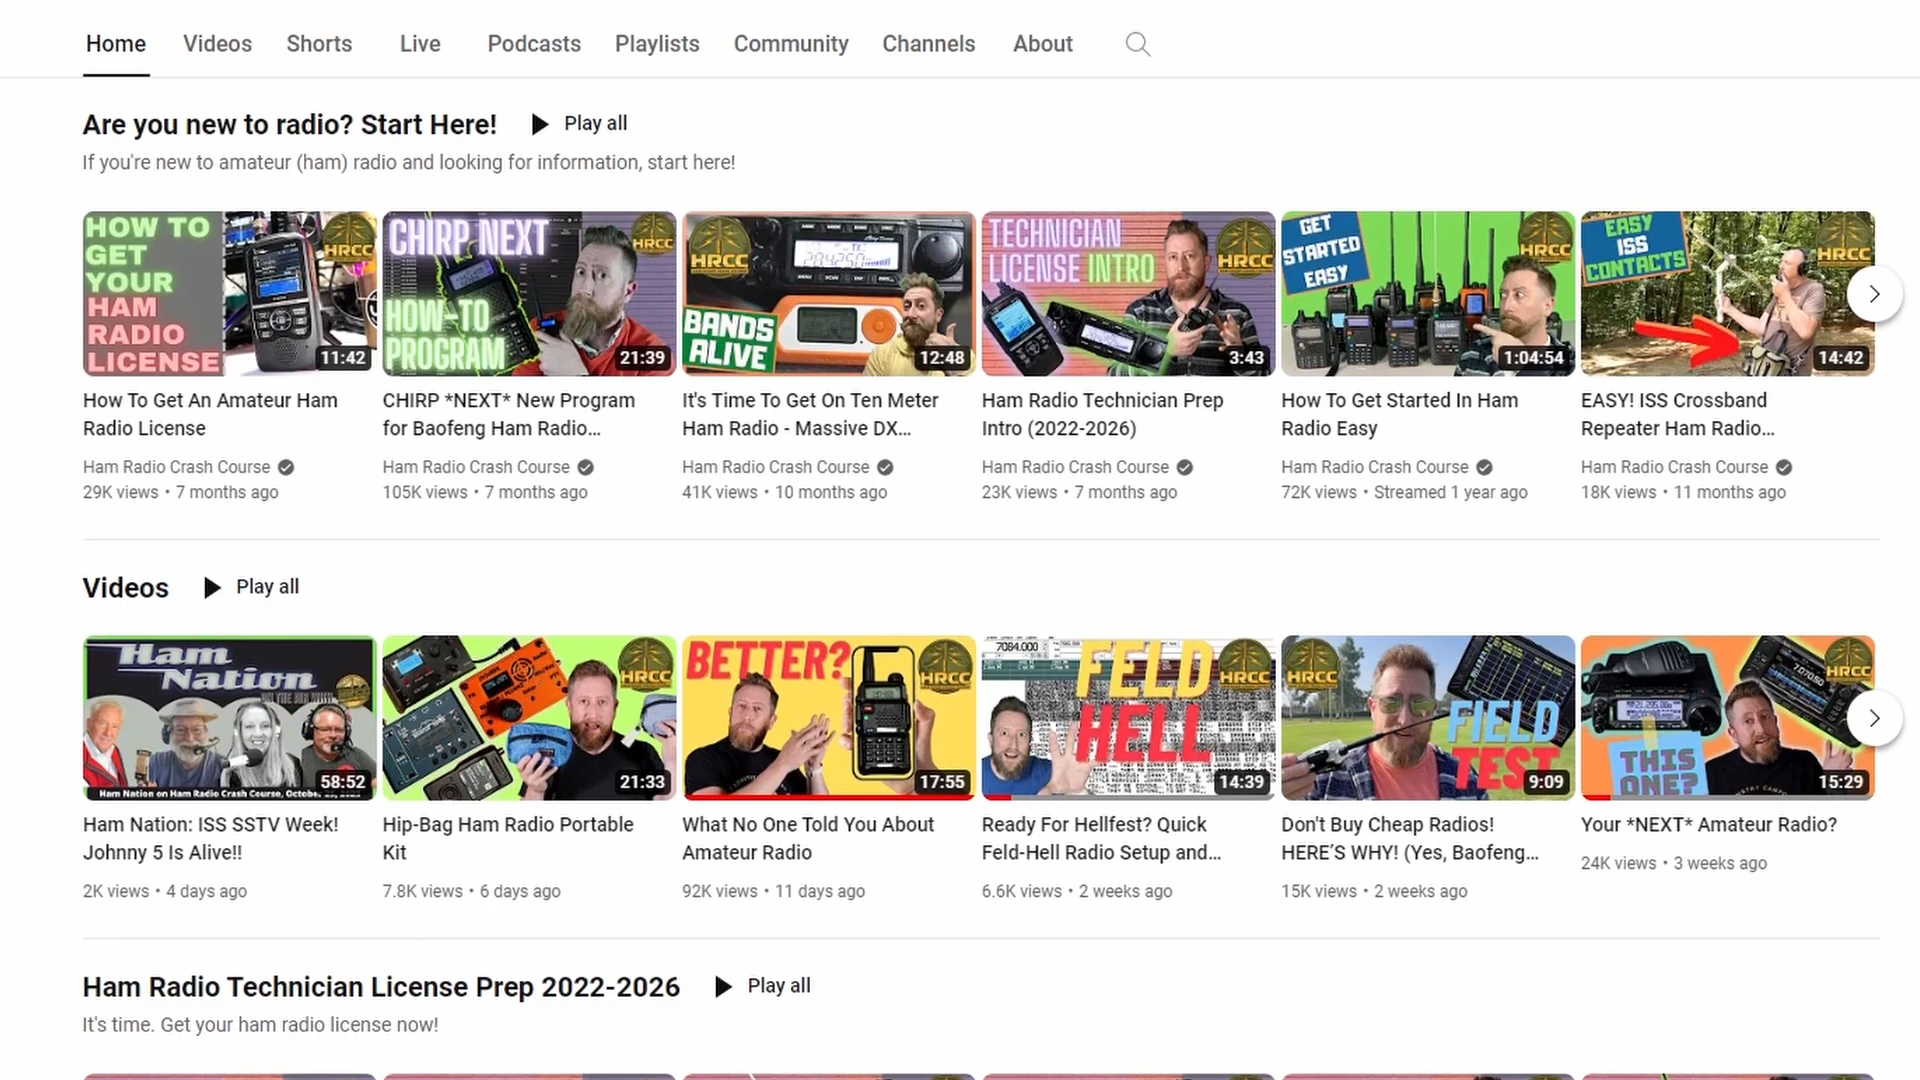 Home Videos Shorts Live Podcasts Playlists Community Channels About
Are you new to radio? Start Here! Play all
If you're new to amateur (ham) radio and looking for information, start here!
HOW TO
GET
YOUR
HAM
RADIO
LICENSE
HRCC
11:42
CHIRP NEXT
HOW-TO
PROGRAM
HRCC
21:39
HRCC
BANDS
ALIVE
12:48
TECHNICIAN
LICENSE INTRO
HRCC
3:43
GET
STARTED
EASY
HRCC
1:04:54
EASY
ISS
CONTACTS
HRCC
14:42
How To Get An Amateur Ham
Radio License
Ham Radio Crash Course
29K views • 7 months ago
CHIRP *NEXT* New Program
for Baofeng Ham Radio...
Ham Radio Crash Course
105K views • 7 months ago
It's Time To Get On Ten Meter
Ham Radio - Massive DX...
Ham Radio Crash Course
41K views • 10 months ago
Ham Radio Technician Prep
Intro (2022-2026)
Ham Radio Crash Course
23K views • 7 months ago
How To Get Started In Ham
Radio Easy
Ham Radio Crash Course
72K views • Streamed 1 year ago
EASY! ISS Crossband
Repeater Ham Radio...
Ham Radio Crash Course
18K views • 11 months ago
Videos Play all
Ham
Nation
58:52
Ham Nation on Ham Radio Crash Course,
HRCC
21:33
BETTER?
HRCC
17:55
7084.000
FELD
HELL
HRCC
14:39
HRCC
FIELD
TEST
9:09
HRCC
THIS
ONE?
15:29
Ham Nation: ISS SSTV Week!
Johnny 5 Is Alive!!
2K views • 4 days ago
Hip-Bag Ham Radio Portable
Kit
7.8K views • 6 days ago
What No One Told You About
Amateur Radio
92K views • 11 days ago
Ready For Hellfest? Quick
Feld-Hell Radio Setup and...
6.6K views • 2 weeks ago
Don't Buy Cheap Radios!
HERE'S WHY! (Yes, Baofeng...
15K views • 2 weeks ago
Your *NEXT* Amateur Radio?
24K views • 3 weeks ago
Ham Radio Technician License Prep 2022-2026 Play all
It's time. Get your ham radio license now!